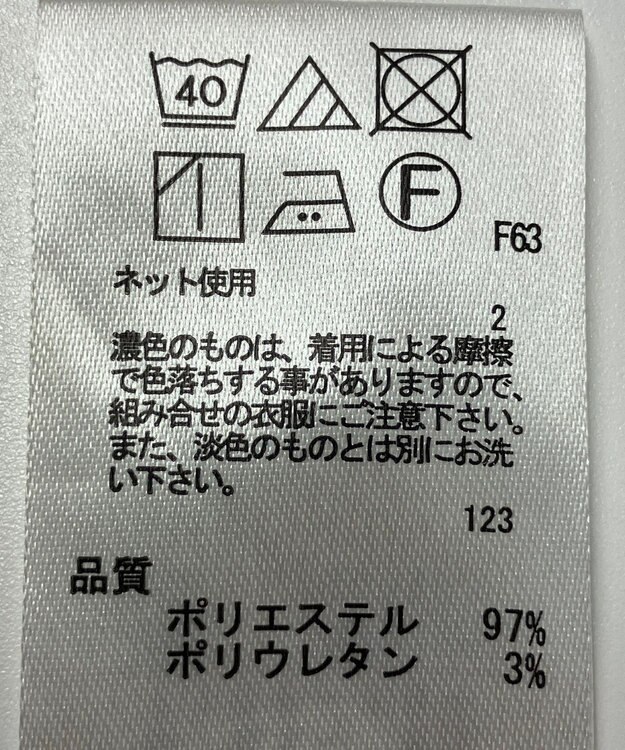 40
F
F63
ネット使用
2
濃色のものは、着用による摩擦
で色落ちする事がありますので、
組み合せの衣服にご注意下さい。
また、淡色のものとは別にお洗
い下さい。
123
品質
ポリエステル 97%
ポリウレタン 3%